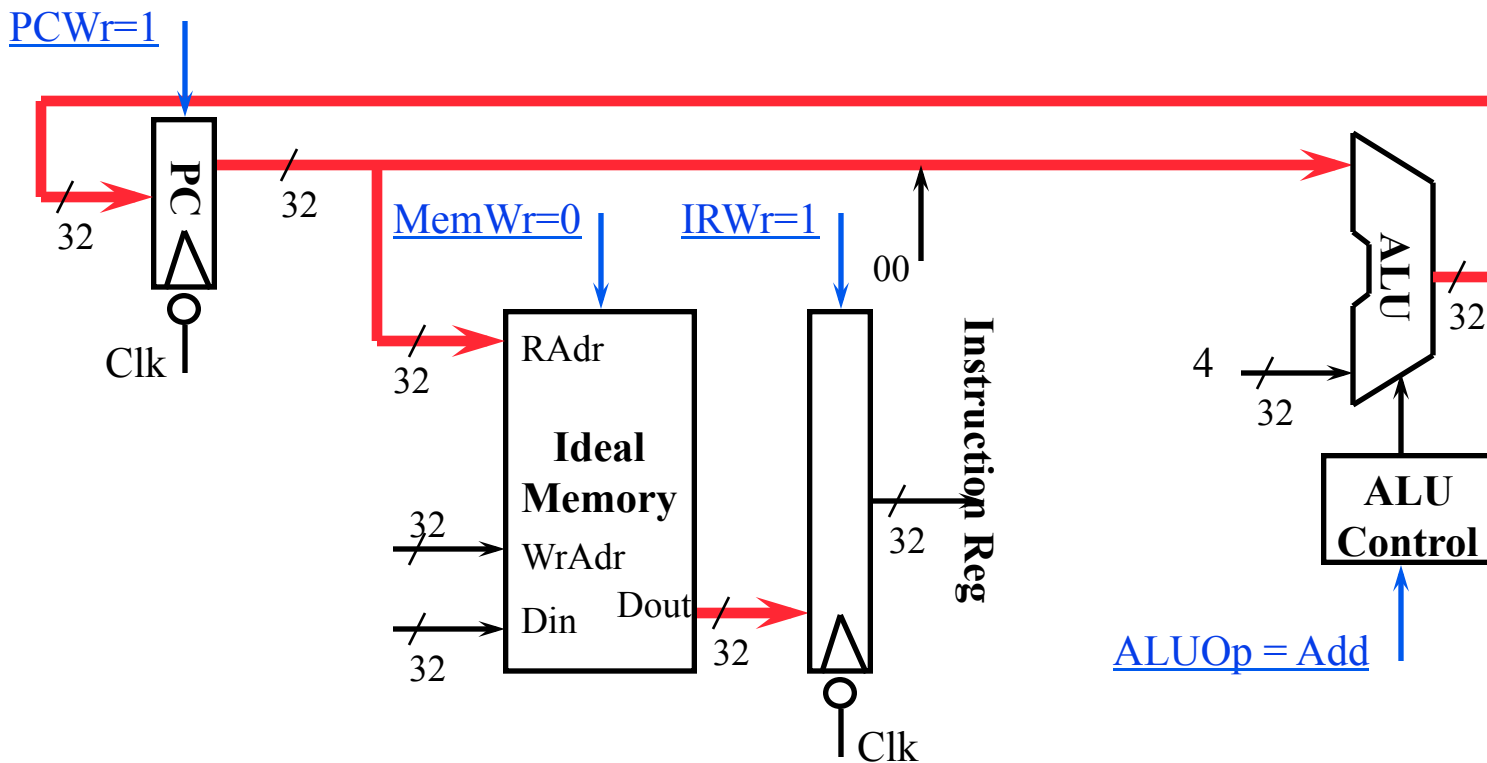 PCWr=1
PC
32
32
Clk
MemWr=0
IRWr=1
00
32
RAdr
Ideal
Memory
32
WrAdr
Din
32
Dout
32
Instruction Reg
32
Clk
ALU
32
4
32
ALU
Control
ALUOp = Add